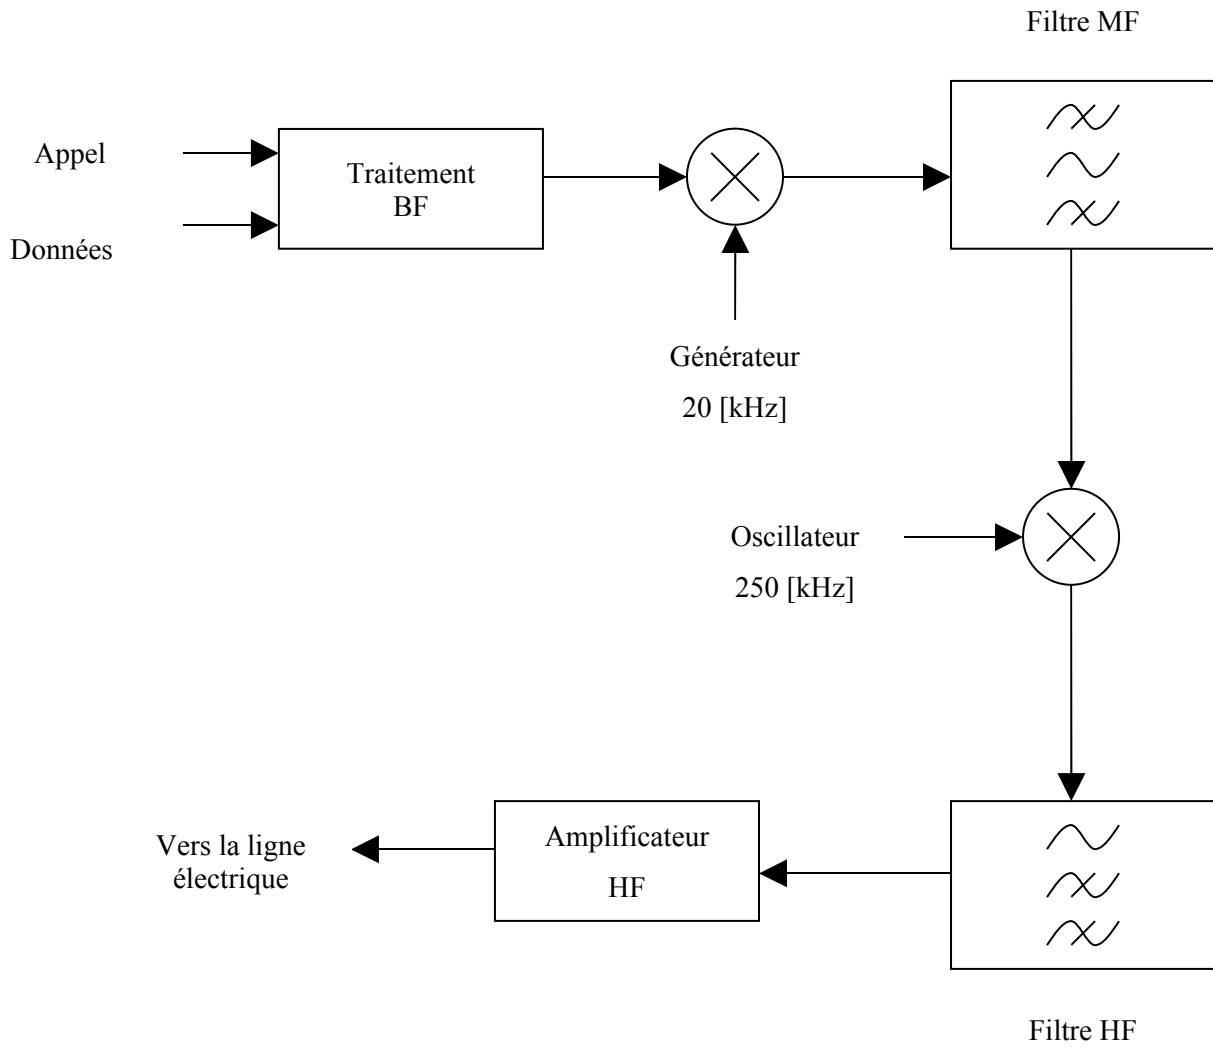 Filtre MF
Appel
Traitement
BF
Données
Générateur
20 [kHz]
Oscillateur
250 [kHz]
Amplificateur
HF
Vers la ligne
électrique
Filtre HF